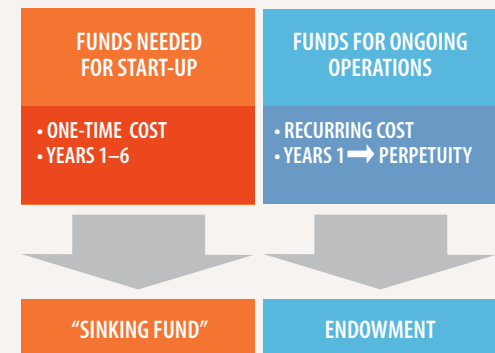 FUNDS NEEDED
FOR START-UP
• ONE-TIME COST
• YEARS 1–6
FUNDS FOR ONGOING
OPERATIONS
• RECURRING COST
• YEARS 1 ➡ PERPETUITY
“SINKING FUND”
ENDOWMENT